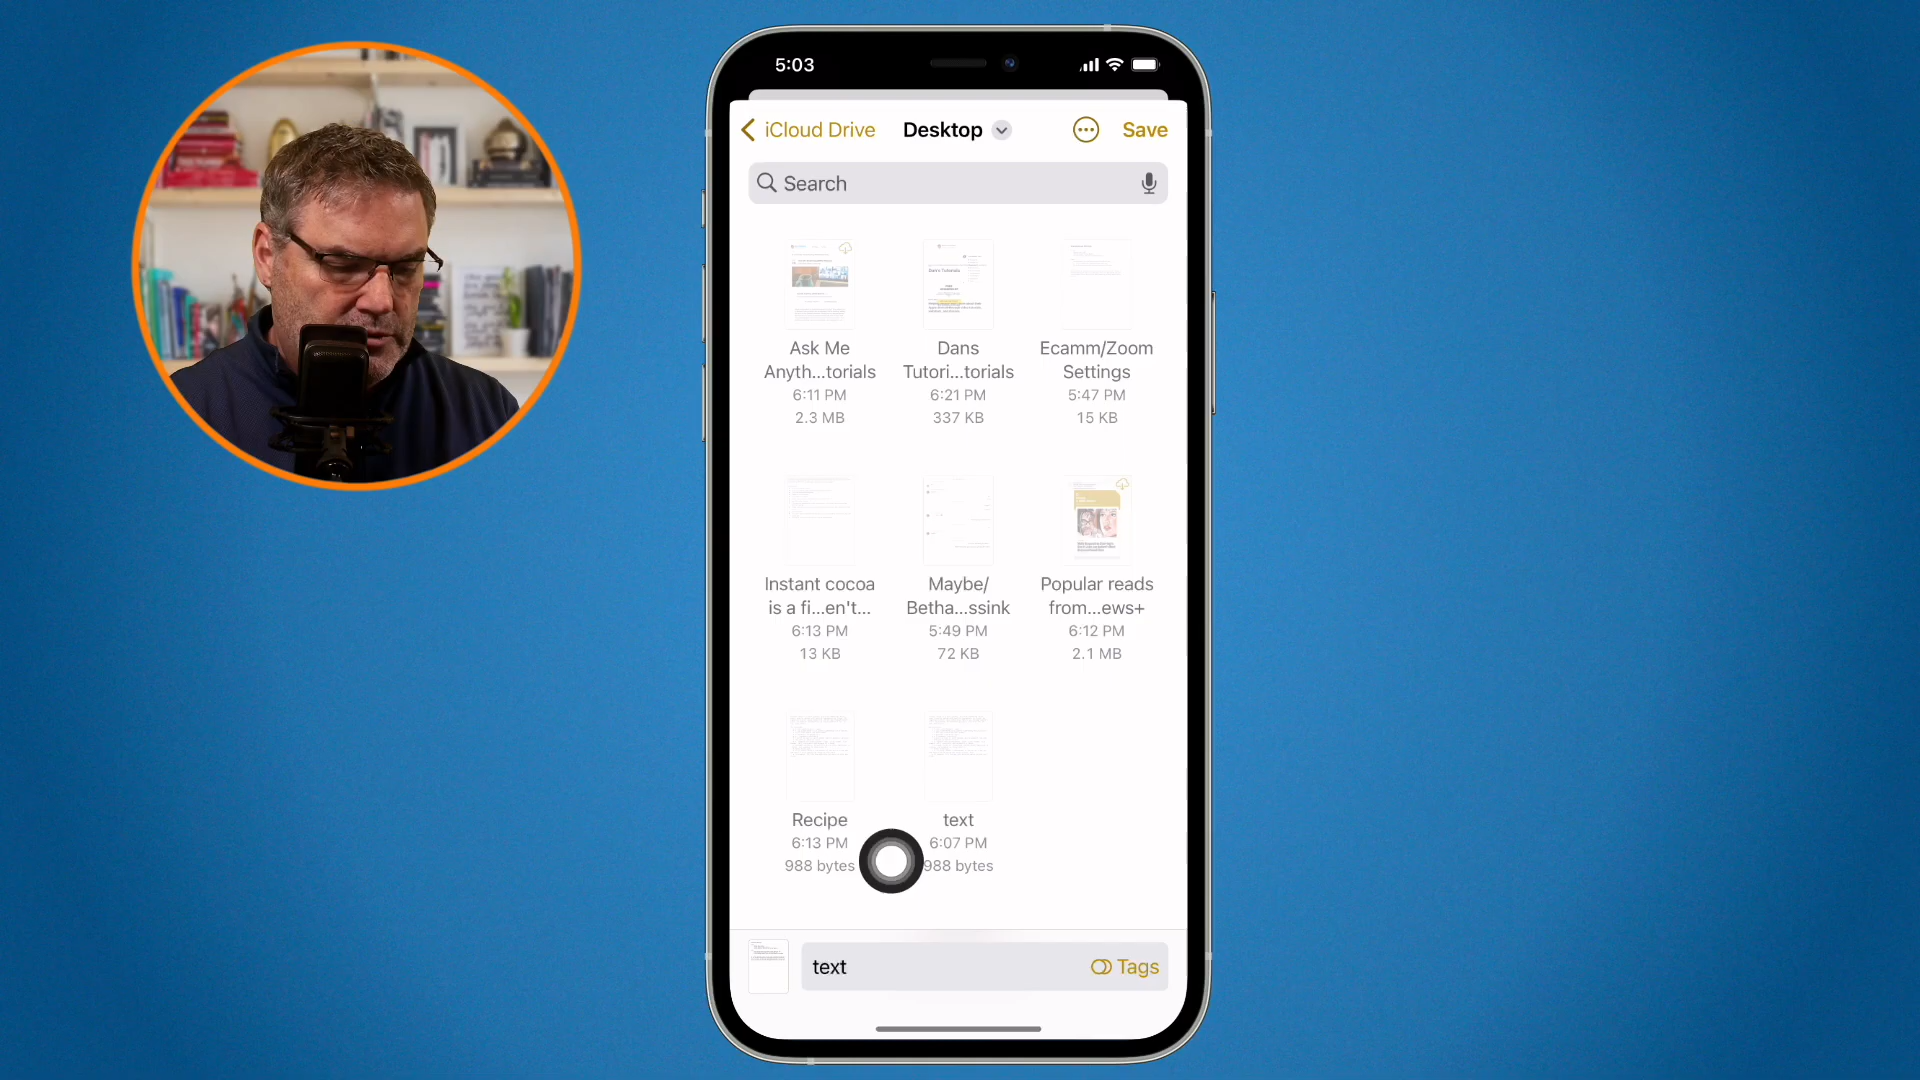 5:03
iCloud Drive
Desktop
Save
Search
Ask Me
Anyth...torials
6:11 PM
2.3 MB
Dans
Tutori...torials
6:21 PM
337 KB
Ecamm/Zoom
Settings
5:47 PM
15 KB
Instant cocoa
is a fi...en't...
6:13 PM
13 KB
Maybe/
Betha...ssink
5:49 PM
72 KB
Popular reads
from...ews+
6:12 PM
2.1 MB
Recipe
6:13 PM
988 bytes
text
6:07 PM
988 bytes
text
Tags